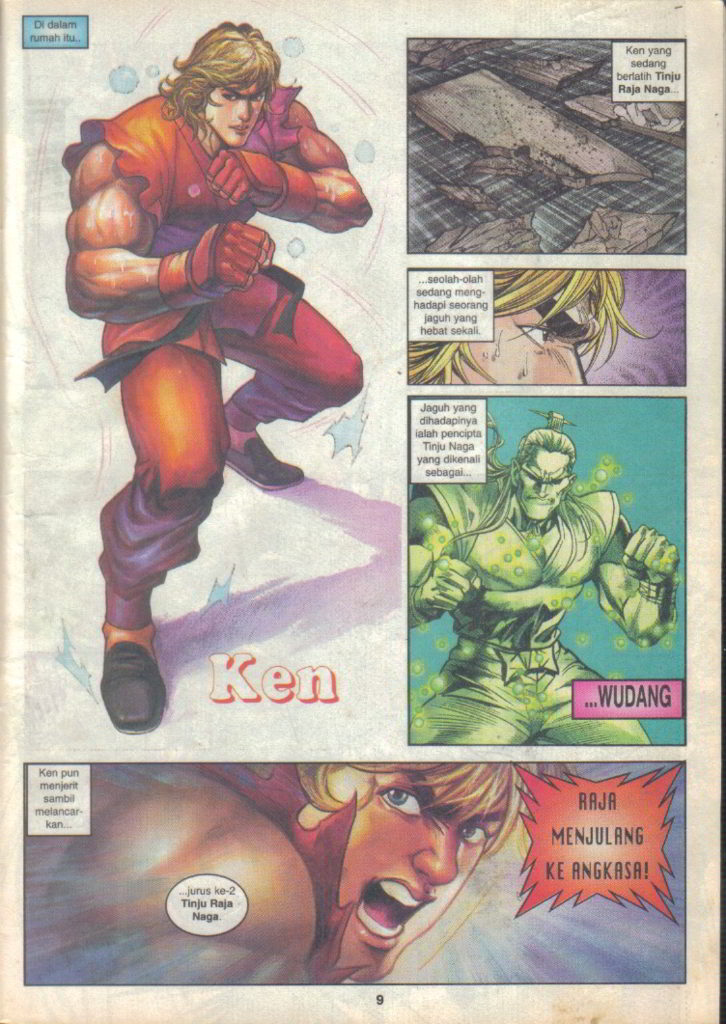 Di dalam
rumah itu..
Ken
Ken yang
sedang
berlatih Tinju
Raja Naga...
...seolah-olah
sedang meng-
hadapi seorang
jaguh yang
hebat sekali.
Jaguh yang
dihadapinya
ialah pencipta
Tinju Naga
yang dikenali
sebagai...
...WUDANG
Ken pun
menjerit
sambil
melancar-
kan...
...jurus ke-2
Tinju Raja
Naga.
RAJA
MENJULANG
KE ANGKASA!
9